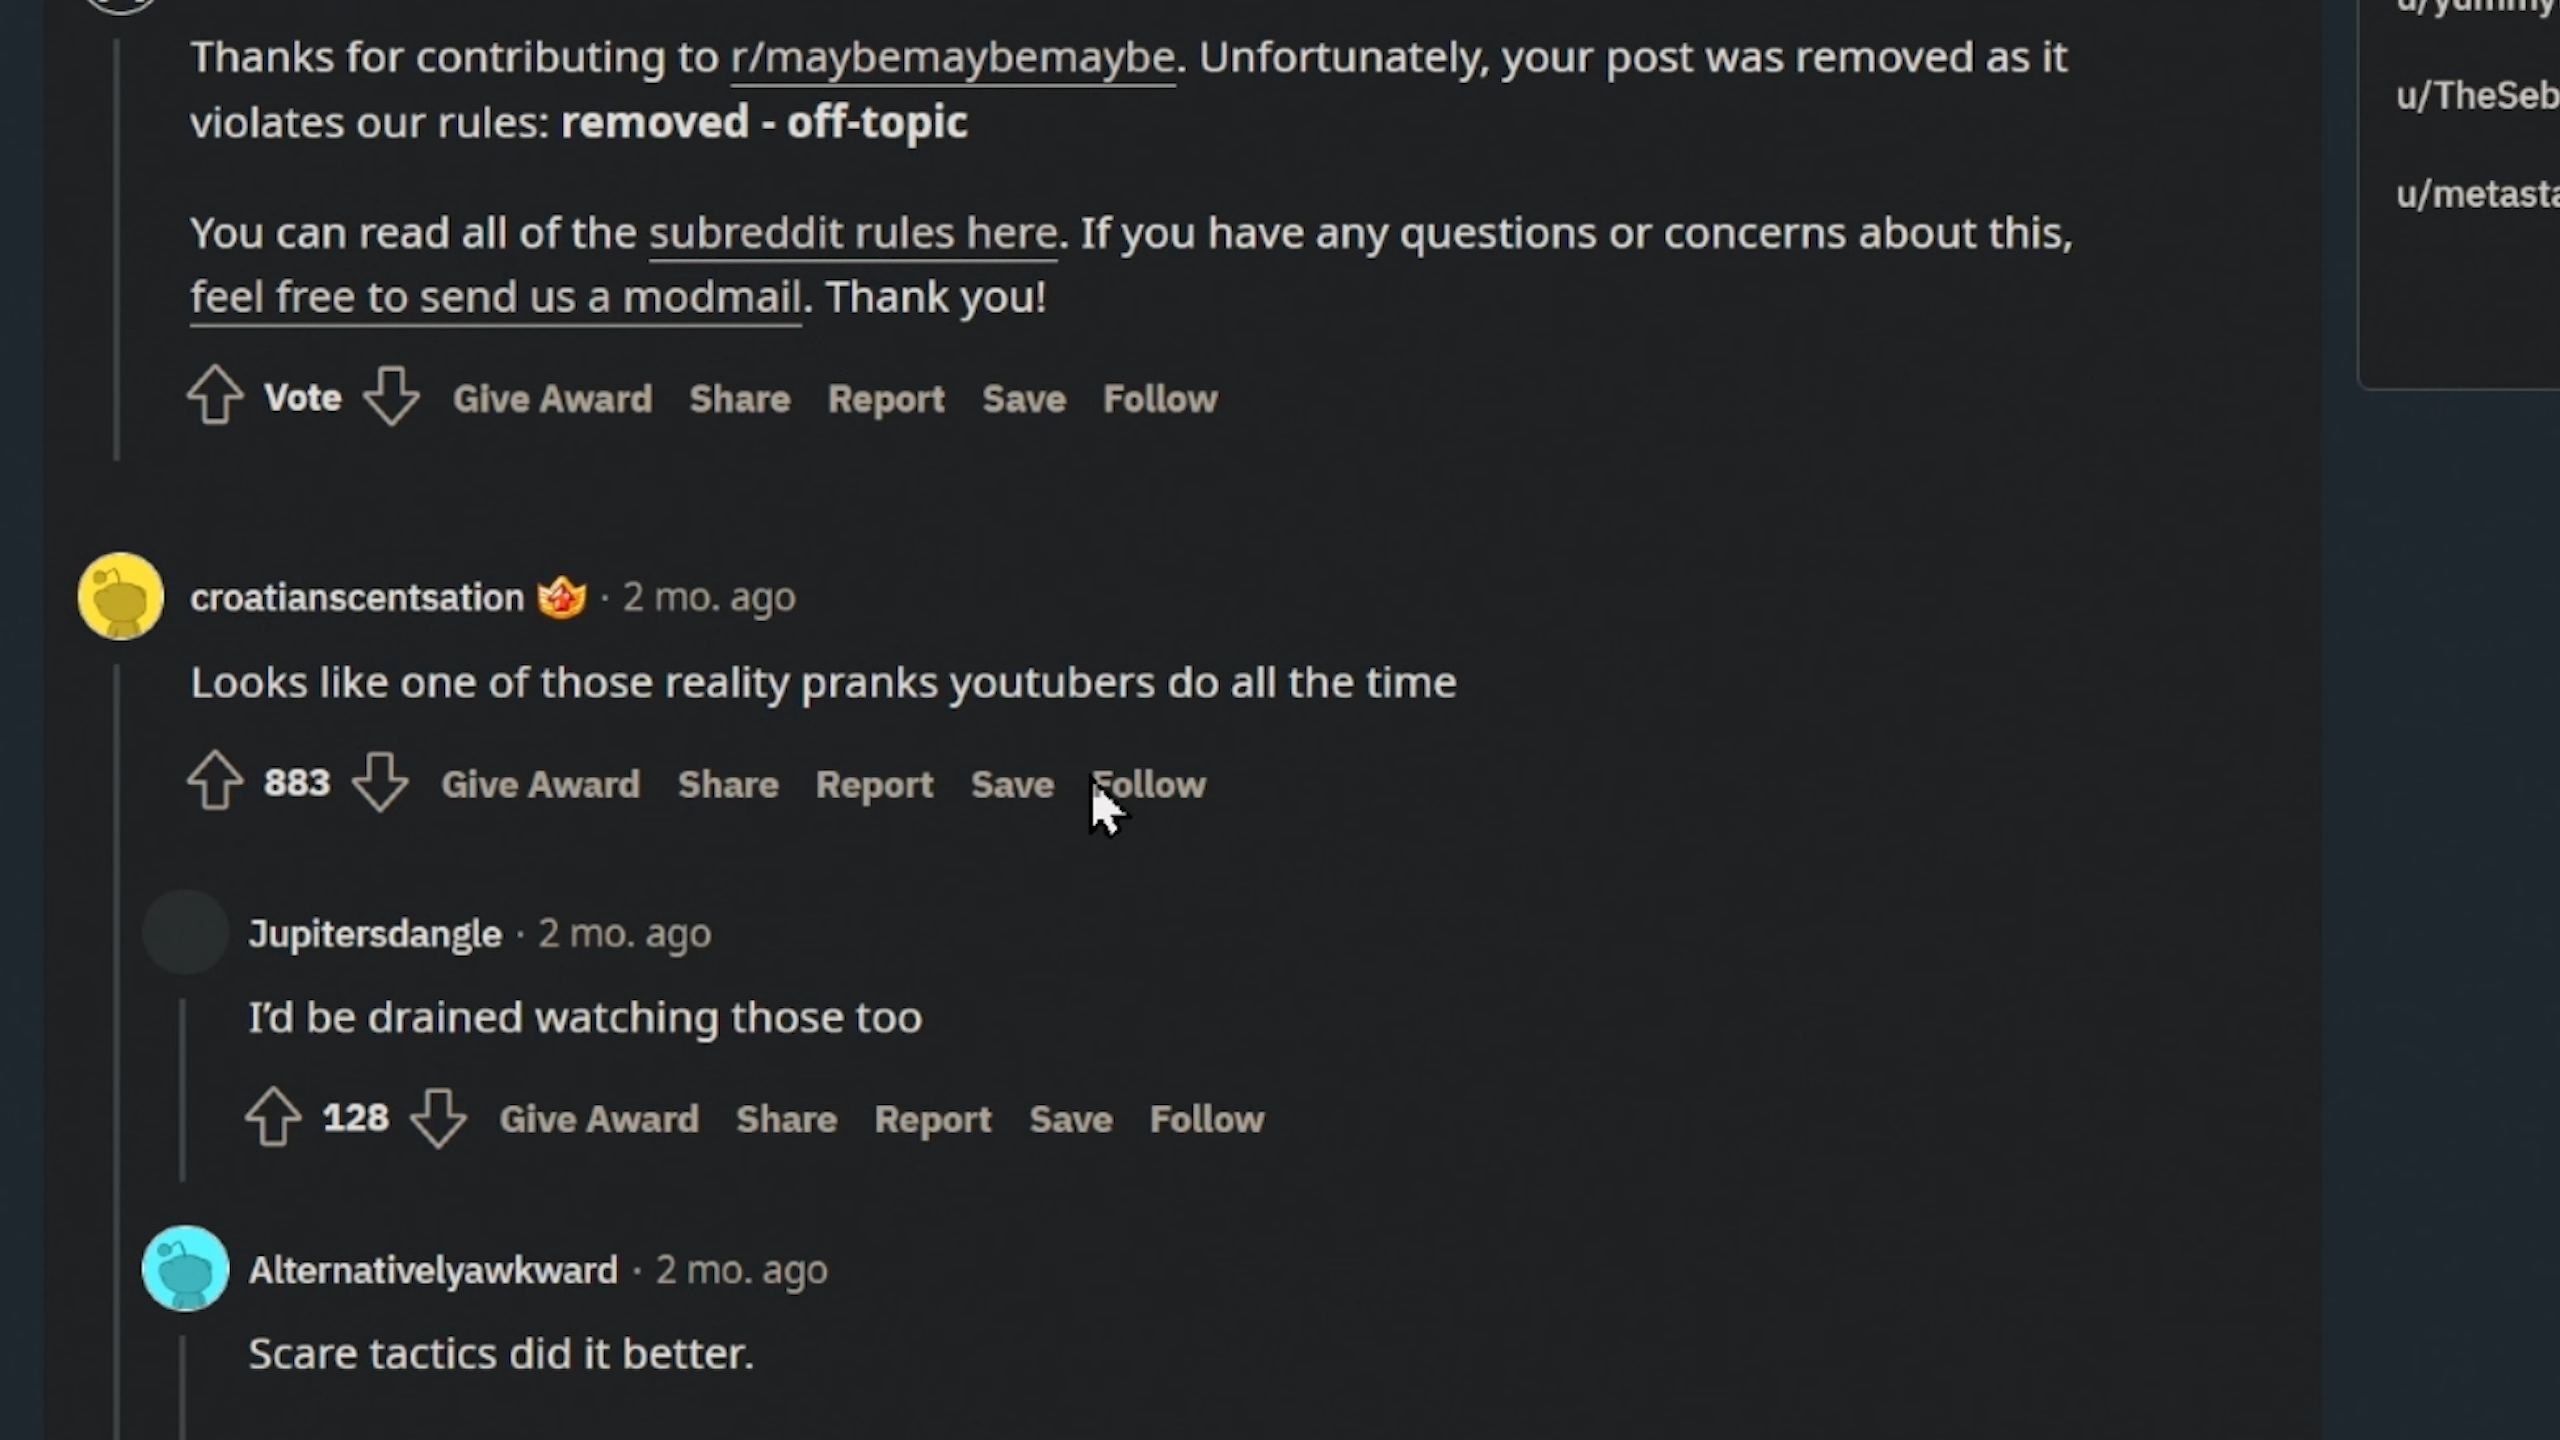 Thanks for contributing to r/maybemaybemaybe. Unfortunately, your post was removed as it
violates our rules: removed - off-topic
You can read all of the subreddit rules here. If you have any questions or concerns about this,
feel free to send us a modmail. Thank you!
Vote Give Award Share Report Save Follow
croatianscentsation · 2 mo. ago
Looks like one of those reality pranks youtubers do all the time
883 Give Award Share Report Save Follow
Jupitersdangle · 2 mo. ago
I'd be drained watching those too
128 Give Award Share Report Save Follow
Alternativelyawkward · 2 mo. ago
Scare tactics did it better.
u/yummy
u/TheSeb
u/metasta